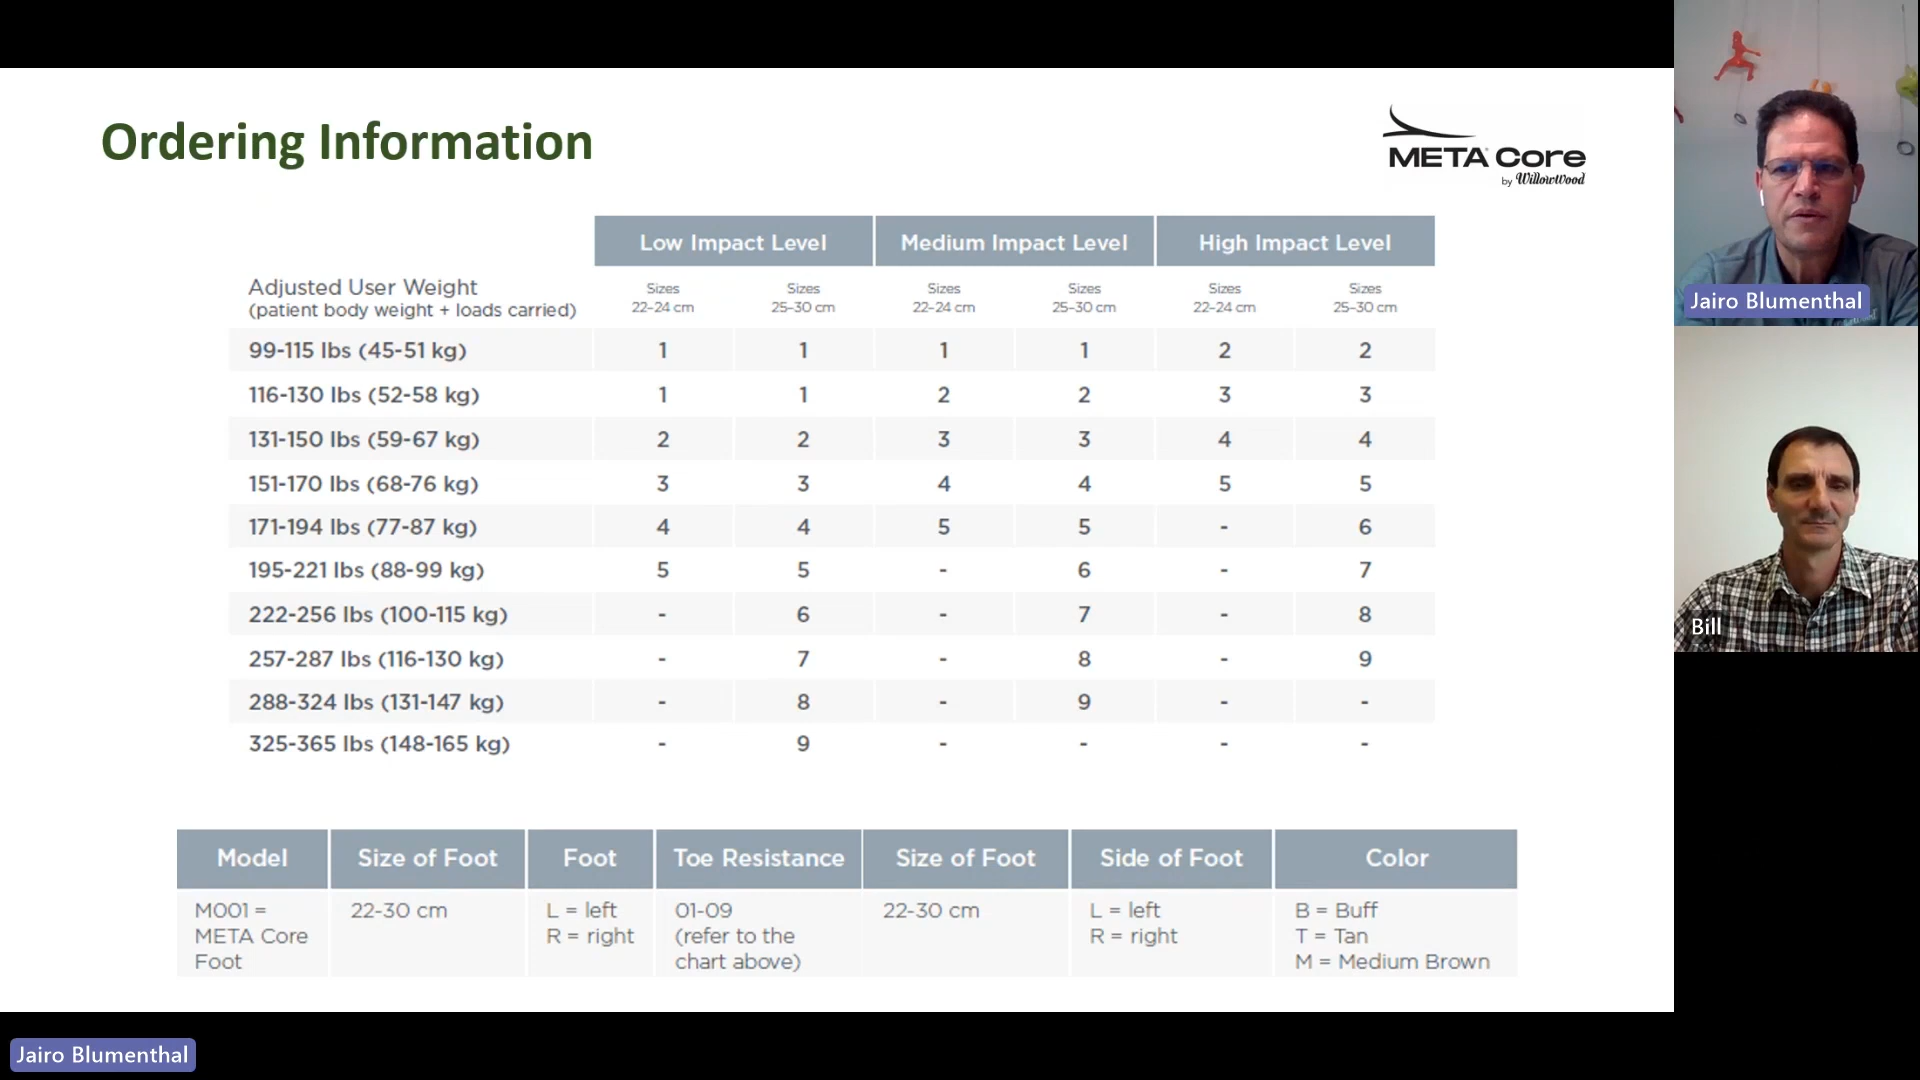 Ordering Information
META Core
by WillowWood
Low Impact Level Medium Impact Level High Impact Level
Adjusted User Weight
(patient body weight + loads carried)
Sizes 22-24 cm Sizes 25-30 cm Sizes 22-24 cm Sizes 25-30 cm Sizes 22-24 cm Sizes 25-30 cm
99-115 lbs (45-51 kg) 1 1 1 1 2 2
116-130 lbs (52-58 kg) 1 1 2 2 3 3
131-150 lbs (59-67 kg) 2 2 3 3 4 4
151-170 lbs (68-76 kg) 3 3 4 4 5 5
171-194 lbs (77-87 kg) 4 4 5 5 - 6
195-221 lbs (88-99 kg) 5 5 - 6 - 7
222-256 lbs (100-115 kg) - 6 - 7 - 8
257-287 lbs (116-130 kg) - 7 - 8 - 9
288-324 lbs (131-147 kg) - 8 - 9 - -
325-365 lbs (148-165 kg) - 9 - - - -
Model Size of Foot Foot Toe Resistance Size of Foot Side of Foot Color
M001 = 22-30 cm L = left 01-09 22-30 cm L = left B = Buff
META Core R = right (refer to the R = right T = Tan
Foot chart above) M = Medium Brown
Jairo Blumenthal
Bill
Jairo Blumenthal